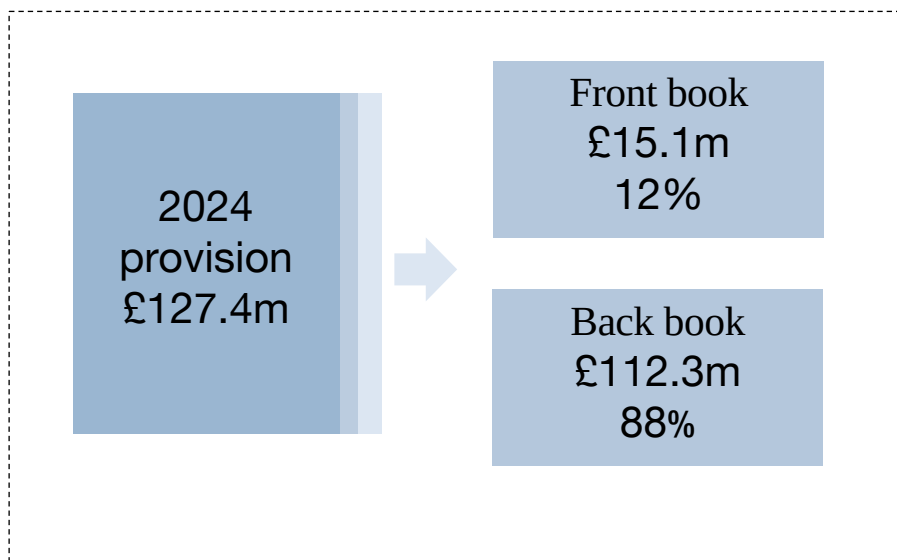 2024
provision
£127.4m
Front book
£15.1m
12%
Back book
£112.3m
88%